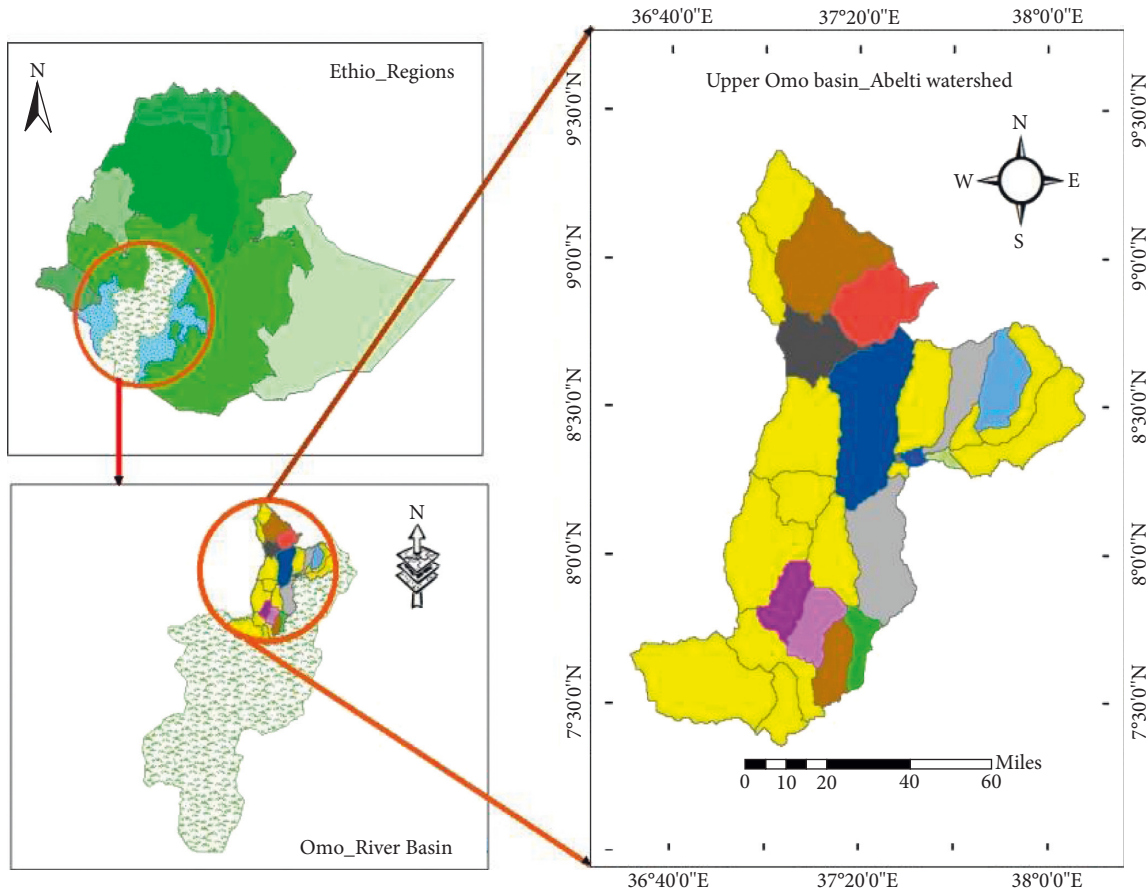 Ethio_Regions
N
Omo_River Basin
N
36°40'0"E
37°20'0"E
38°0'0"E
Upper Omo basin_Abelti watershed
N
W
E
S
9°30'0"N
9°0'0"N
8°30'0"N
8°0'0"N
7°30'0"N
9°30'0"N
9°0'0"N
8°30'0"N
8°0'0"N
7°30'0"N
Miles
0 10 20 40 60
36°40'0"E
37°20'0"E
38°0'0"E